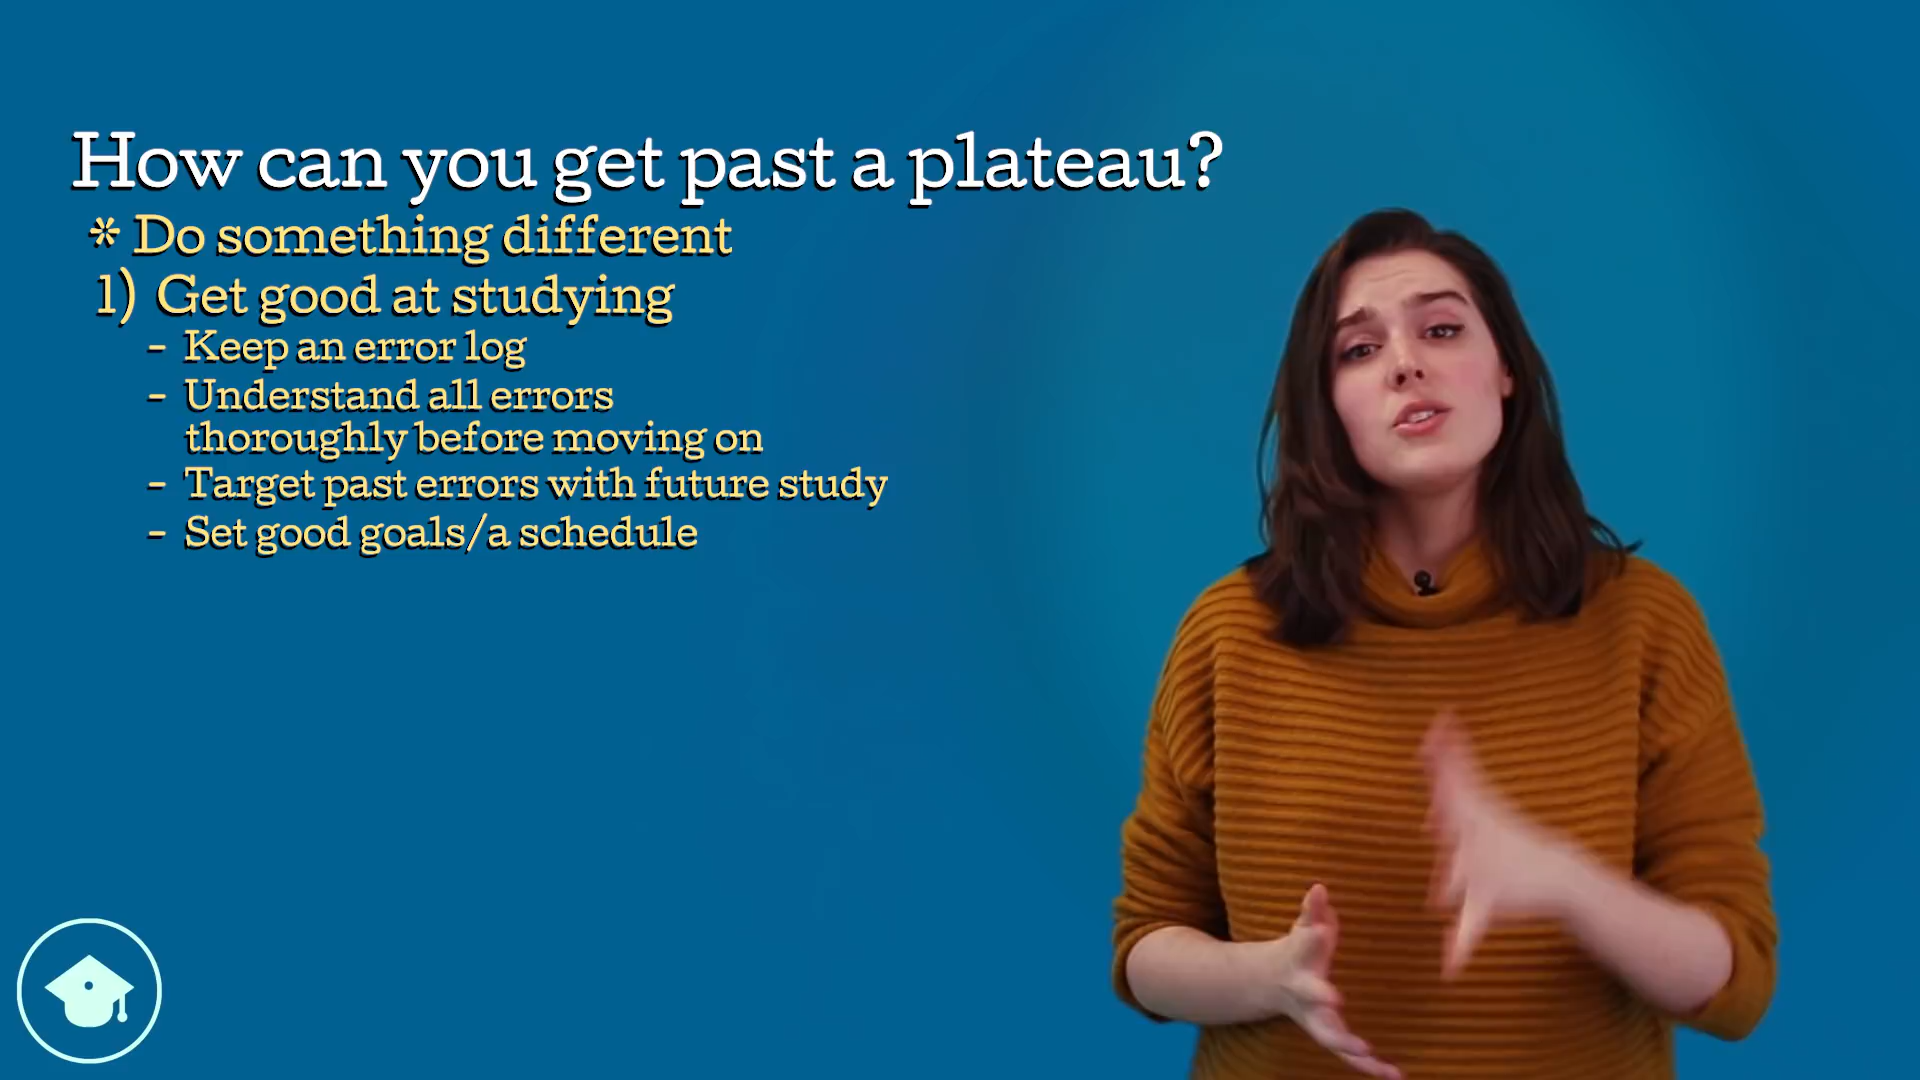 How can you get past a plateau?
* Do something different
1) Get good at studying
- Keep an error log
- Understand all errors
thoroughly before moving on
- Target past errors with future study
- Set good goals/a schedule